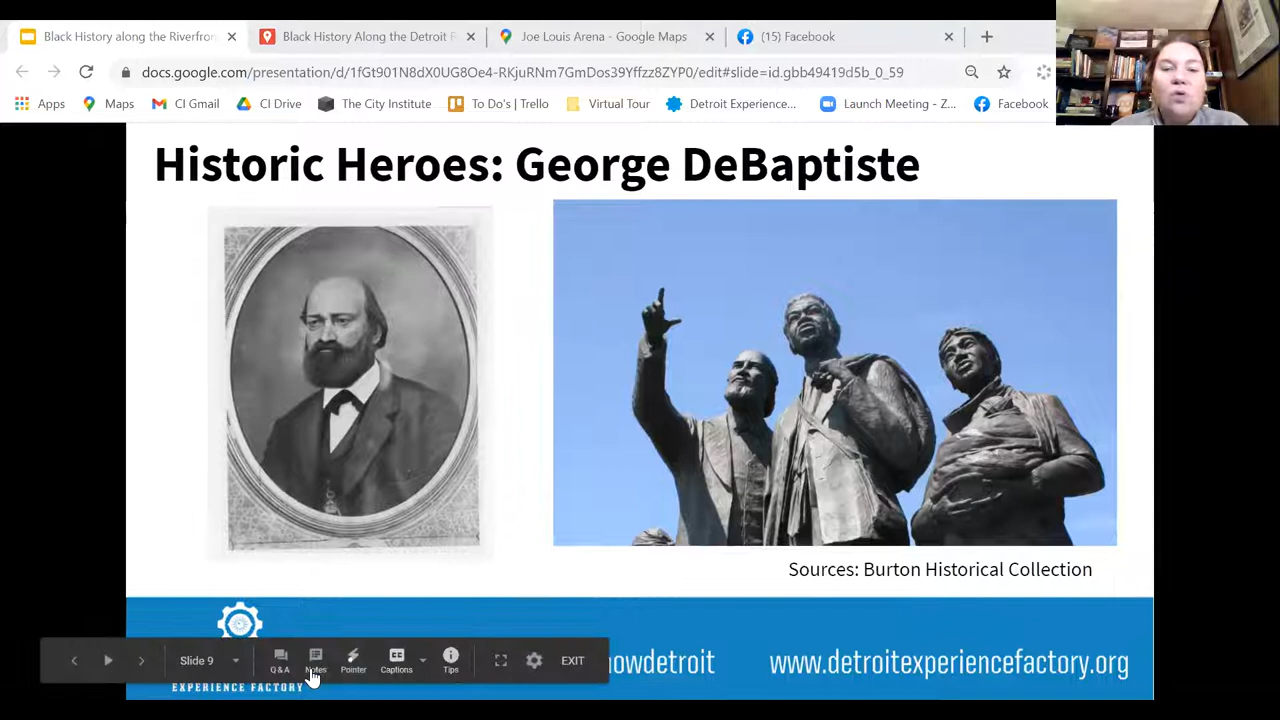 Black History along the Riverfron
Black History Along the Detroit R
Joe Louis Arena - Google Maps
(15) Facebook
docs.google.com/presentation/d/1fGt901N8dX0UG8Oe4-RKjuRNm7GmDos39Yffzz8ZYP0/edit#slide=id.gbb49419d5b_0_59
Apps
Maps
CI Gmail
CI Drive
The City Institute
To Do's | Trello
Virtual Tour
Detroit Experience...
Launch Meeting - Z...
Facebook
Historic Heroes: George DeBaptiste
Sources: Burton Historical Collection
Slide 9
Q&A
Notes
Pointer
CC
Captions
Tips
EXIT
nowdetroit
www.detroitexperiencefactory.org
EXPERIENCE FACTORY